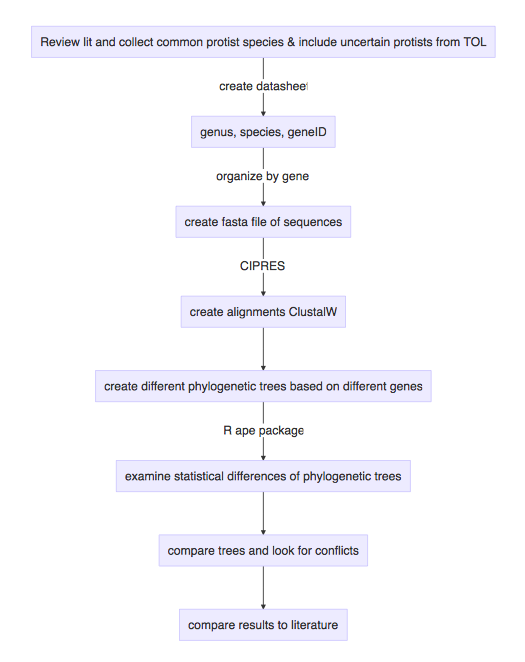 Review lit and collect common protist species & include uncertain protists from TOL
create datasheet
genus, species, geneID
organize by gene
create fasta file of sequences
CIPRES
create alignments ClustalW
create different phylogenetic trees based on different genes
R ape package
examine statistical differences of phylogenetic trees
compare trees and look for conflicts
compare results to literature